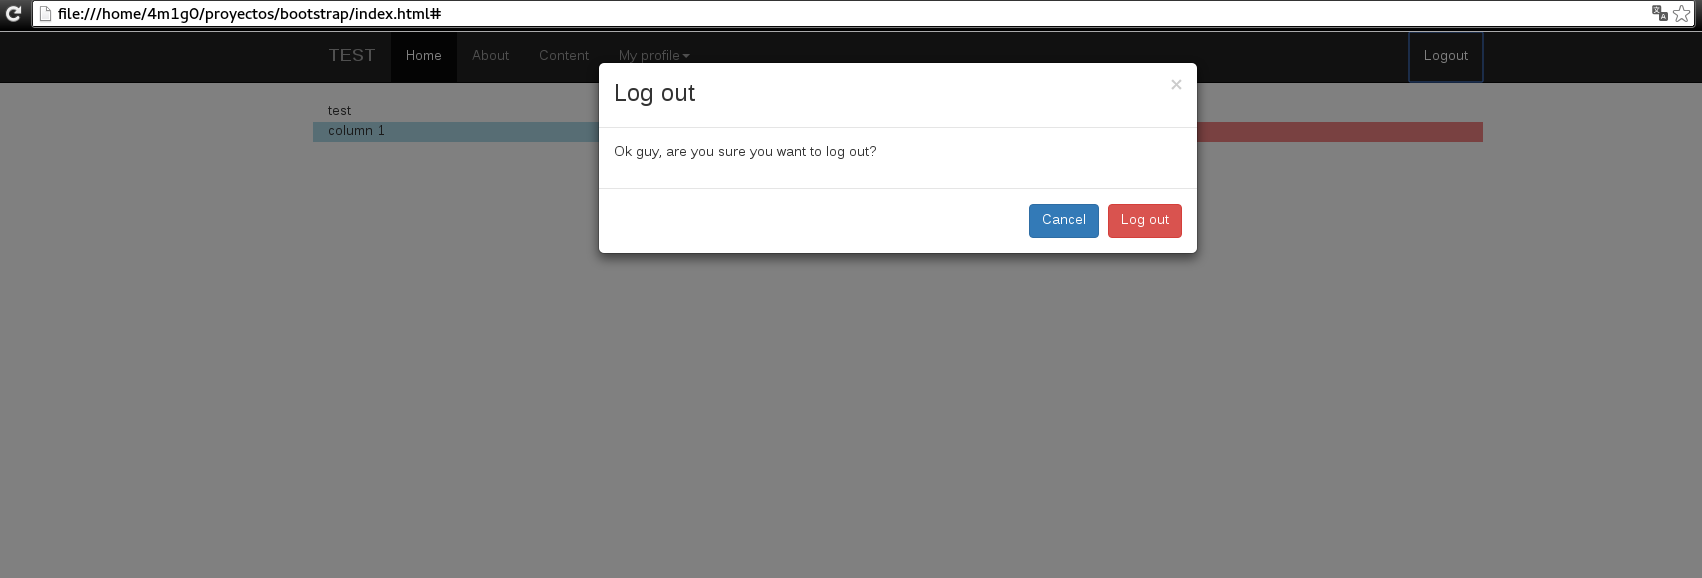 file:///home/4m1g0/proyectos/bootstrap/index.html#
TEST Home About Content My profile Logout
Log out ×
test
column 1
Ok guy, are you sure you want to log out?
Cancel Log out